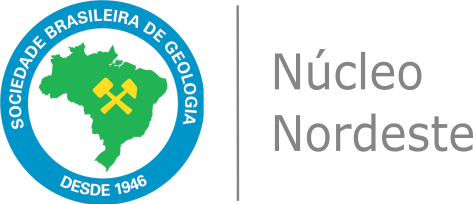 SOCIEDADE BRASILEIRA DE GEOLOGIA
DESDE 1946
Núcleo
Nordeste